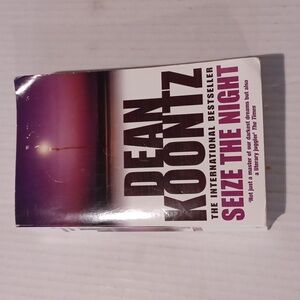 DEAN
KOONTZ
THE INTERNATIONAL BESTSELLER
SEIZE THE NIGHT
'Not just a master of our darkest dreams but also
a literary juggler' The Times